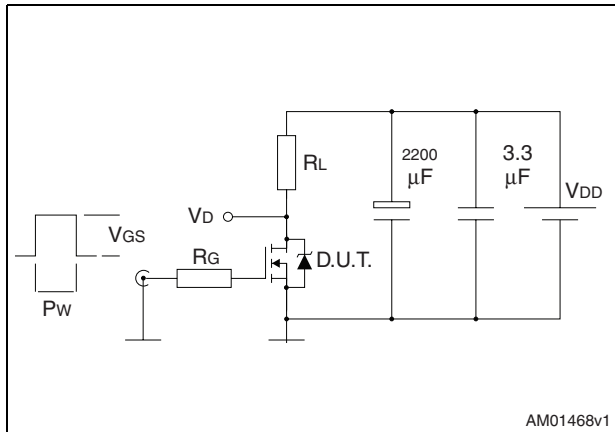 2200
μF
3.3
μF
RL
VDD
VD
VGS
RG
D.U.T.
PW
AM01468v1